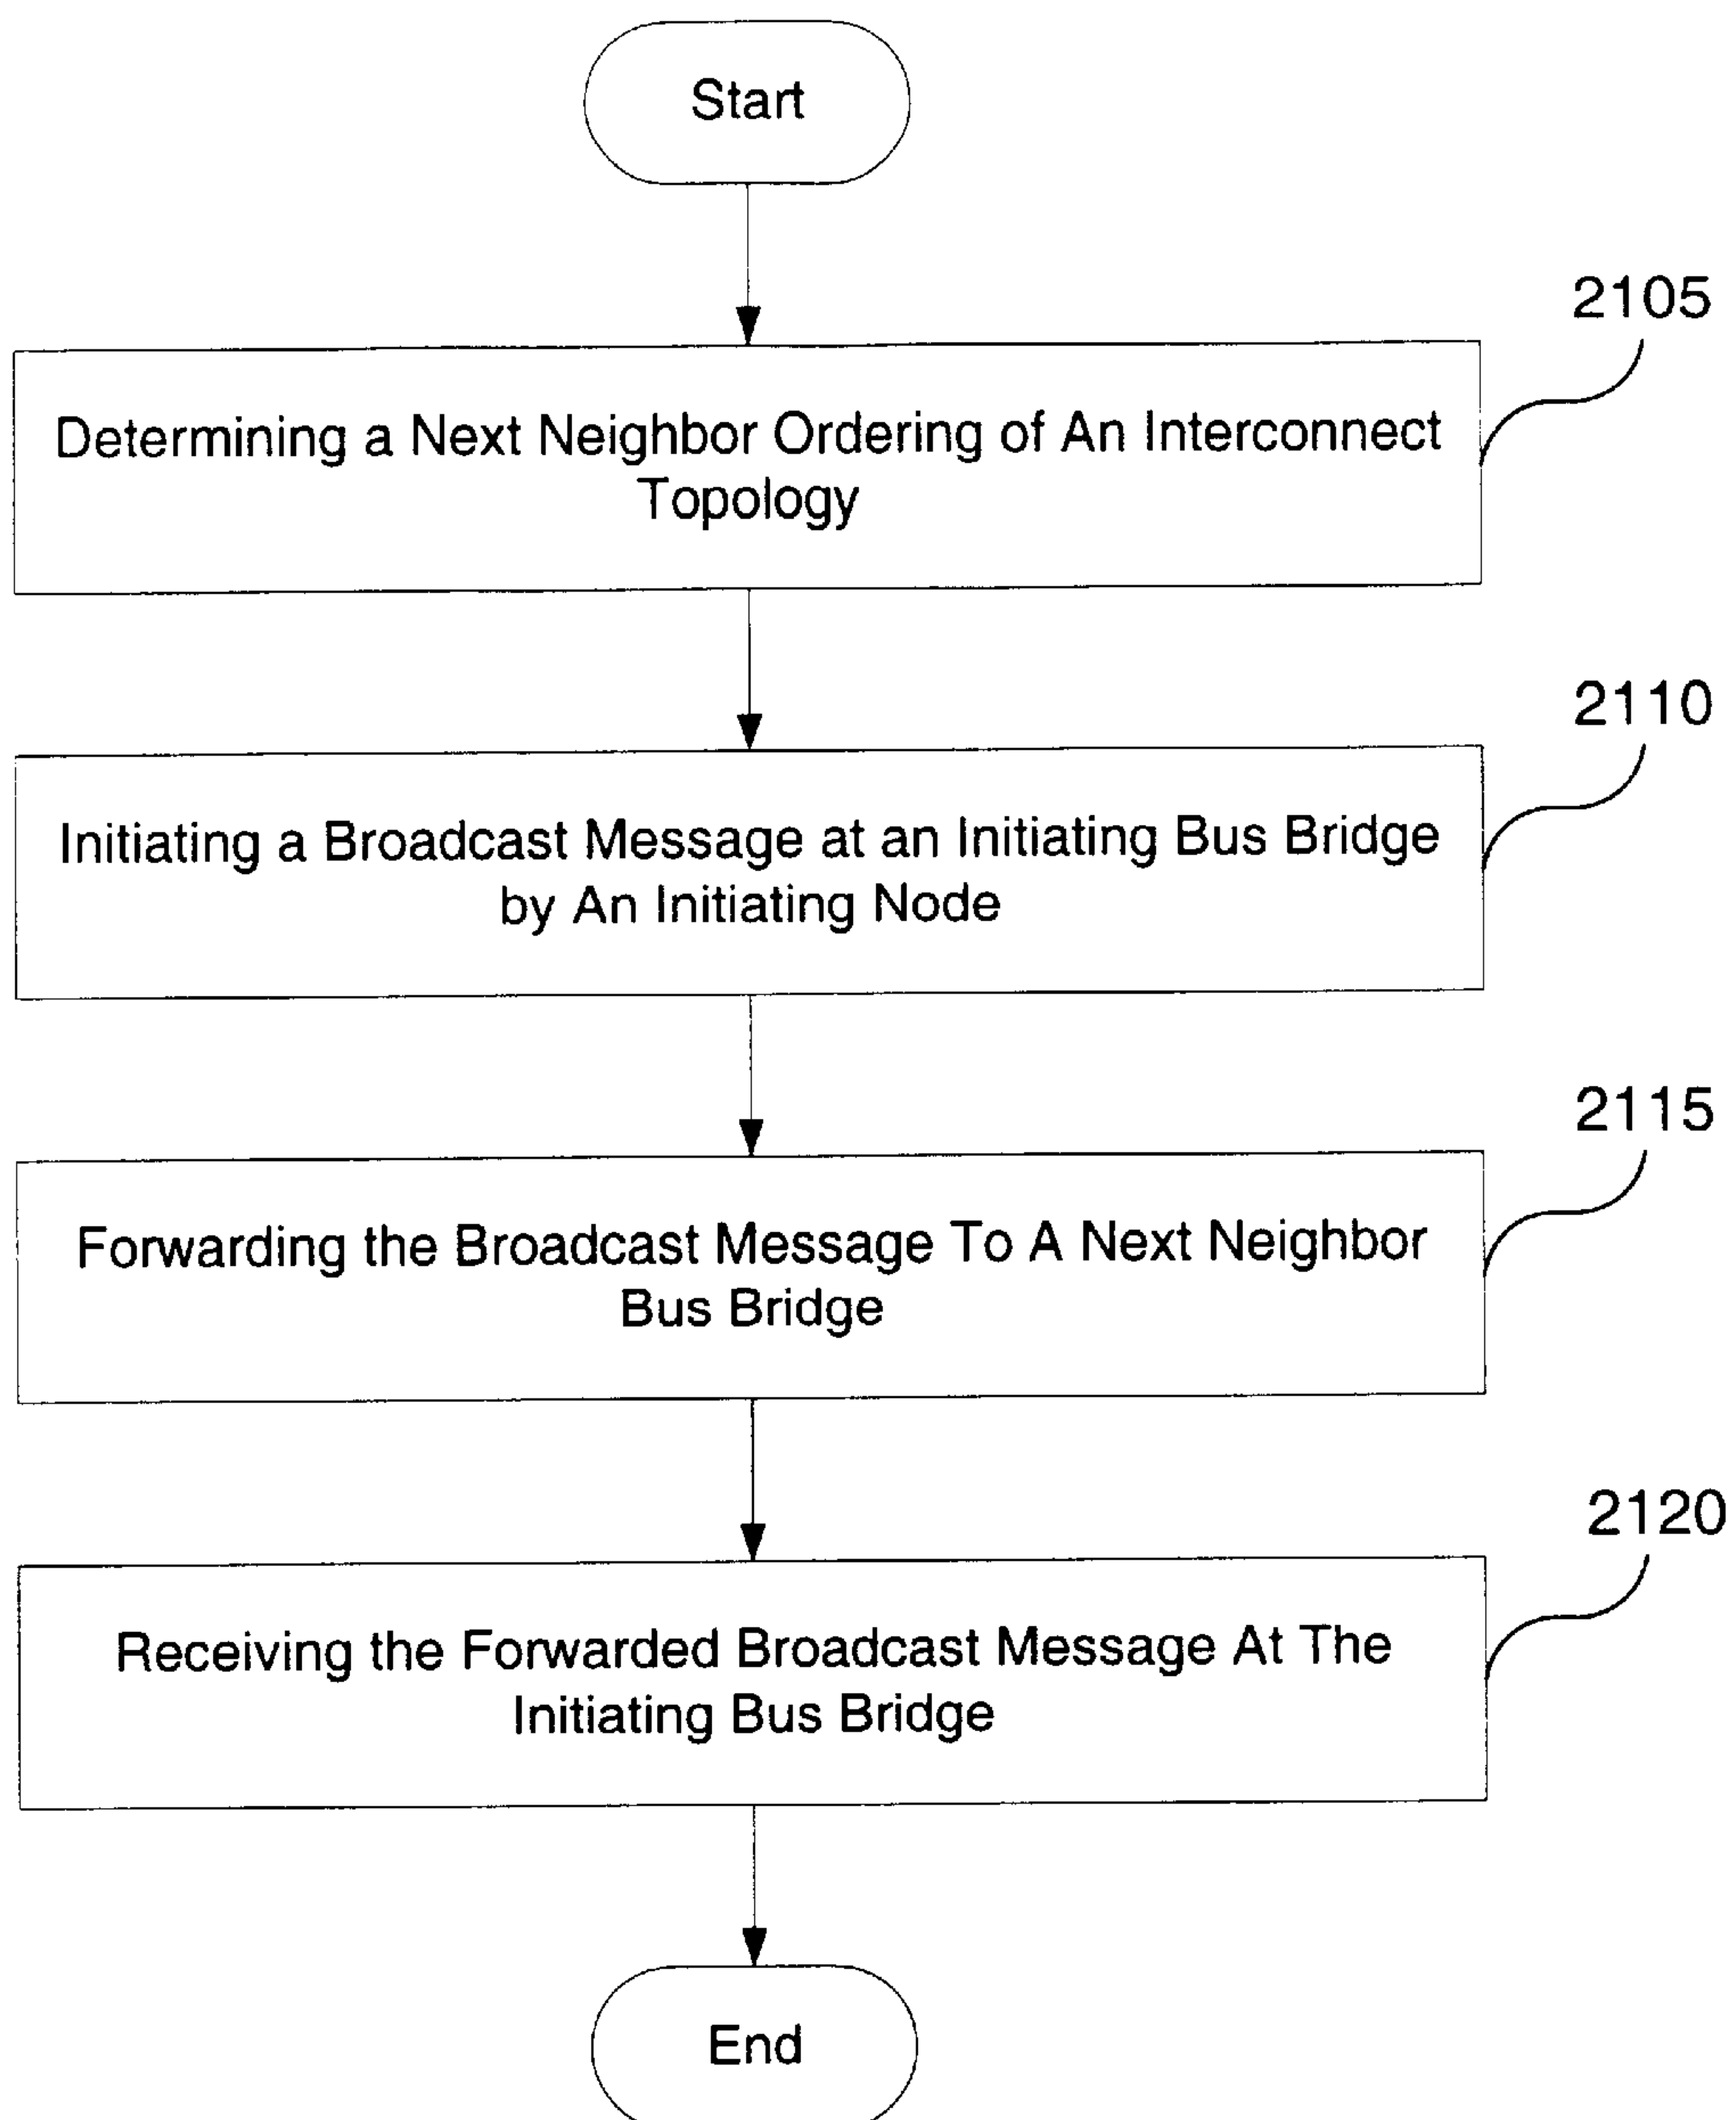 Start
2105
Determining a Next Neighbor Ordering of An Interconnect
Topology
2110
Initiating a Broadcast Message at an Initiating Bus Bridge
by An Initiating Node
2115
Forwarding the Broadcast Message To A Next Neighbor
Bus Bridge
2120
Receiving the Forwarded Broadcast Message At The
Initiating Bus Bridge
End